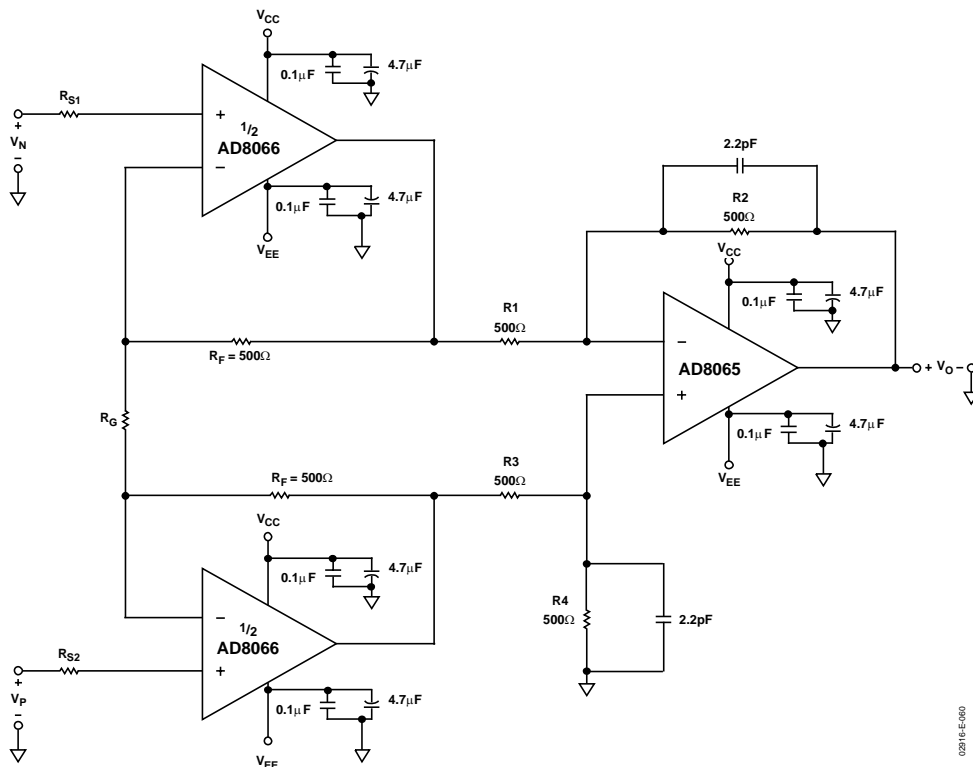 VCC
4.7µF
0.1µF
RS1
+
VN
−
+
1/2
AD8066
−
2.2pF
4.7µF
0.1µF
R2
500Ω
VEE
VCC
4.7µF
0.1µF
R1
500Ω
RF = 500Ω
−
AD8065
+
+ VO −
RG
4.7µF
0.1µF
R3
500Ω
RF = 500Ω
VEE
VCC
4.7µF
0.1µF
R4
500Ω
2.2pF
−
1/2
AD8066
+
RS2
+
VP
−
4.7µF
0.1µF
VEE
02916-E-060